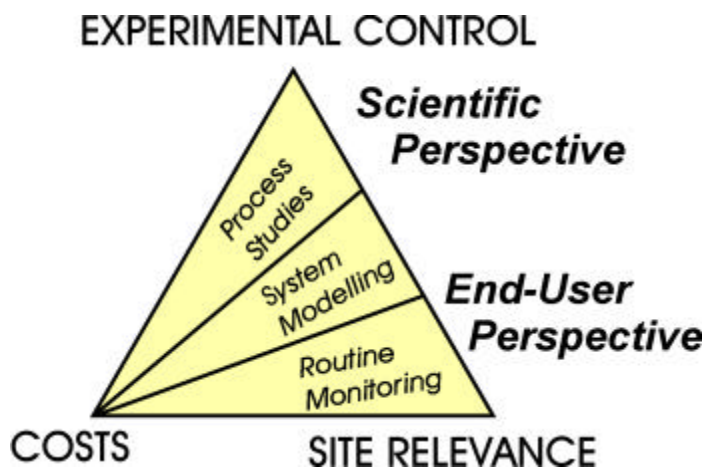 EXPERIMENTAL CONTROL
Scientific
Perspective
Process
Studies
System
Modelling
End-User
Perspective
Routine
Monitoring
COSTS
SITE RELEVANCE